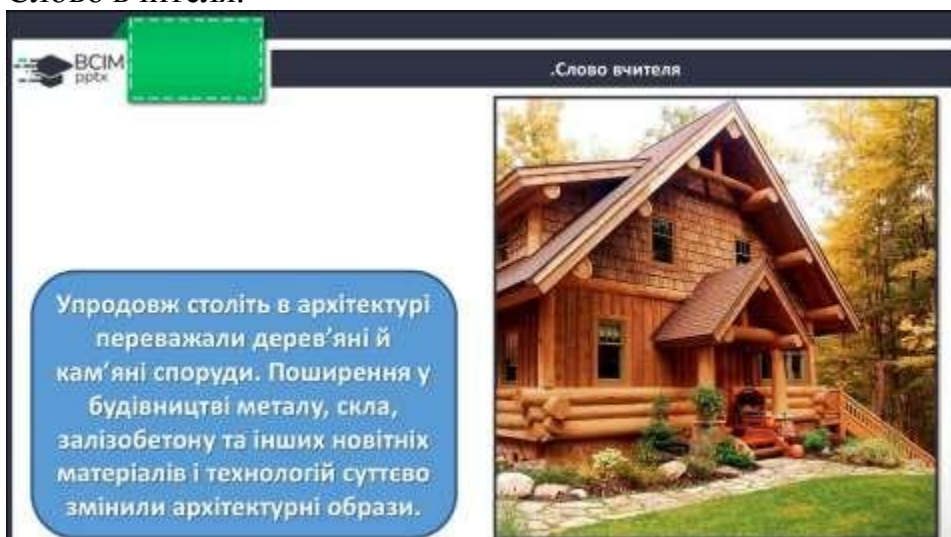 Слово вчителя.
ВСІМ
pptx
.Слово вчителя
Упродовж століть в архітектурі
переважали дерев’яні й
кам’яні споруди. Поширення у
будівництві металу, скла,
залізобетону та інших новітніх
матеріалів і технологій суттєво
змінили архітектурні образи.